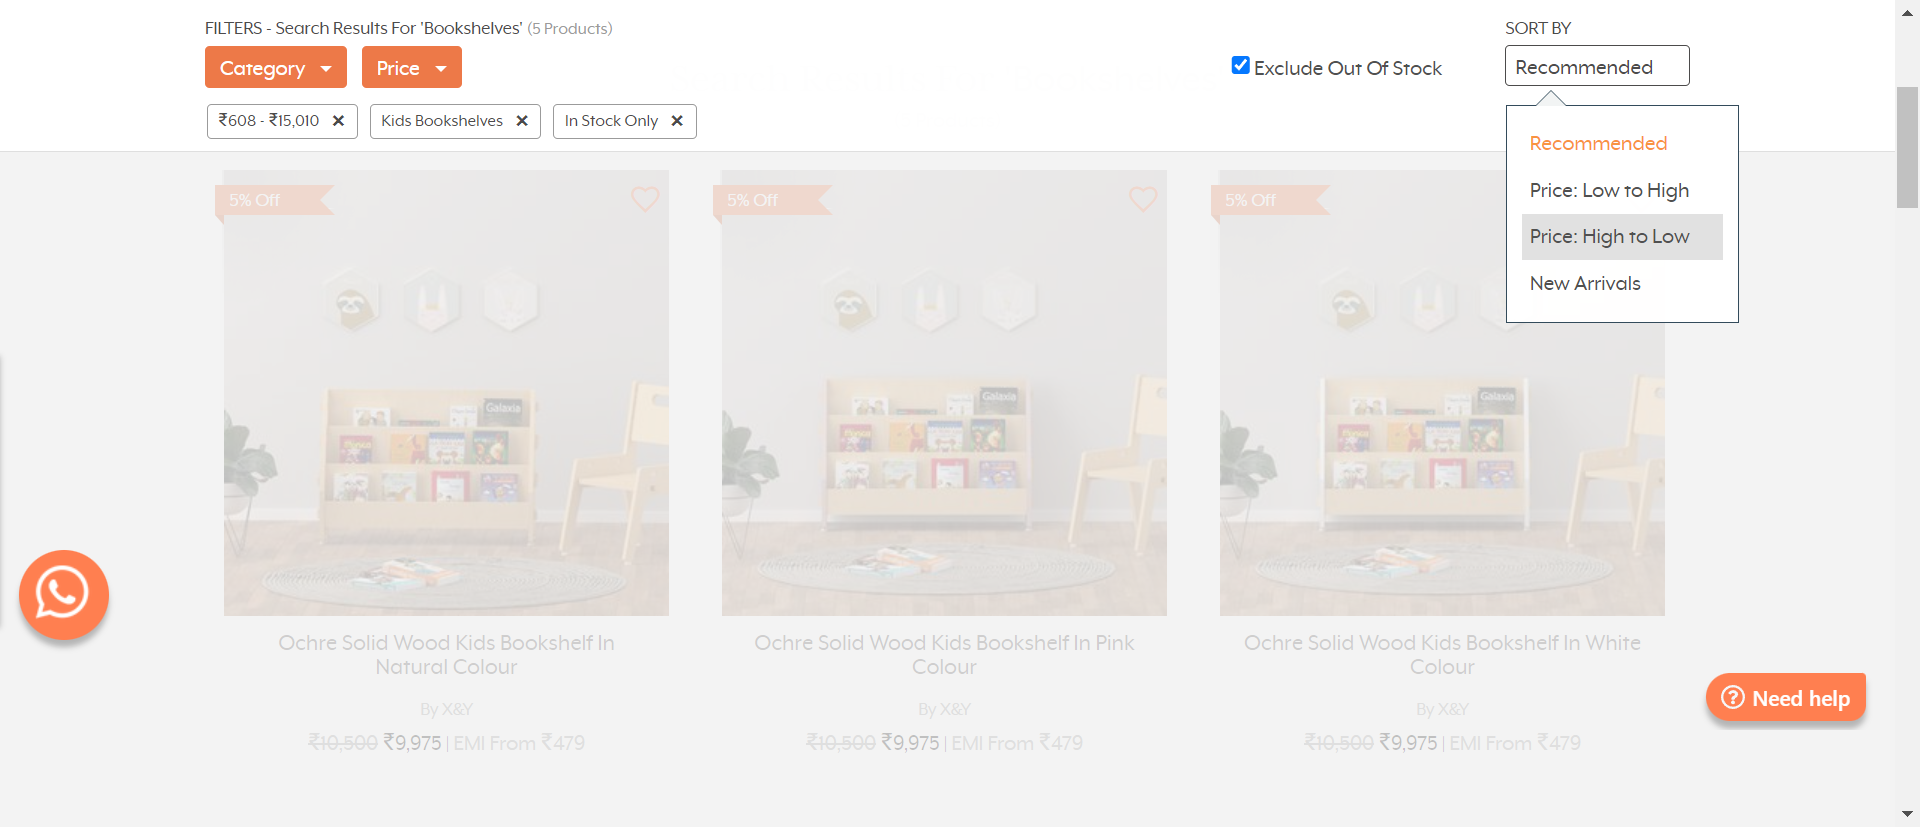 FILTERS - Search Results For 'Bookshelves' (5 Products)
SORT BY
Category
Price
Exclude Out Of Stock
Recommended
₹608 - ₹15,010
Kids Bookshelves
In Stock Only
Recommended
Price: Low to High
Price: High to Low
New Arrivals
5% Off
5% Off
5% Off
Galaxia
Galaxia
Galaxia
Ochre Solid Wood Kids Bookshelf In
Natural Colour
By X&Y
₹10,500 ₹9,975 | EMI From ₹479
Ochre Solid Wood Kids Bookshelf In Pink
Colour
By X&Y
₹10,500 ₹9,975 | EMI From ₹479
Ochre Solid Wood Kids Bookshelf In White
Colour
By X&Y
₹10,500 ₹9,975 | EMI From ₹479
Need help